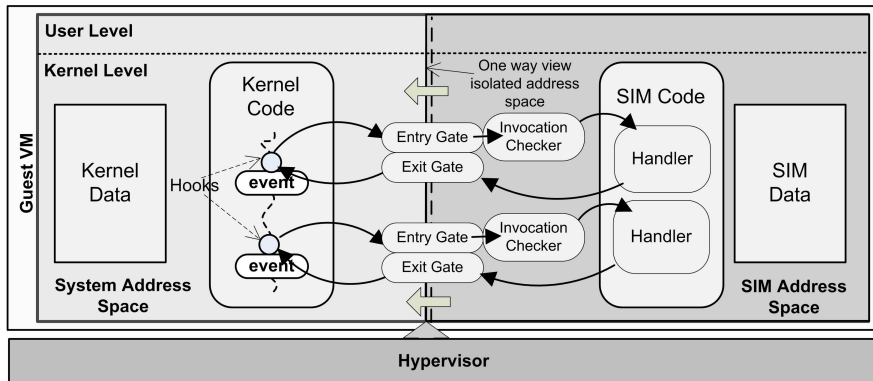 User Level
Kernel Level
Guest VM
Kernel
Code
One way view
isolated address
space
SIM Code
Kernel
Data
Hooks
event
Entry Gate
Exit Gate
Invocation
Checker
Handler
SIM
Data
event
Entry Gate
Exit Gate
Invocation
Checker
Handler
System Address
Space
SIM Address
Space
Hypervisor